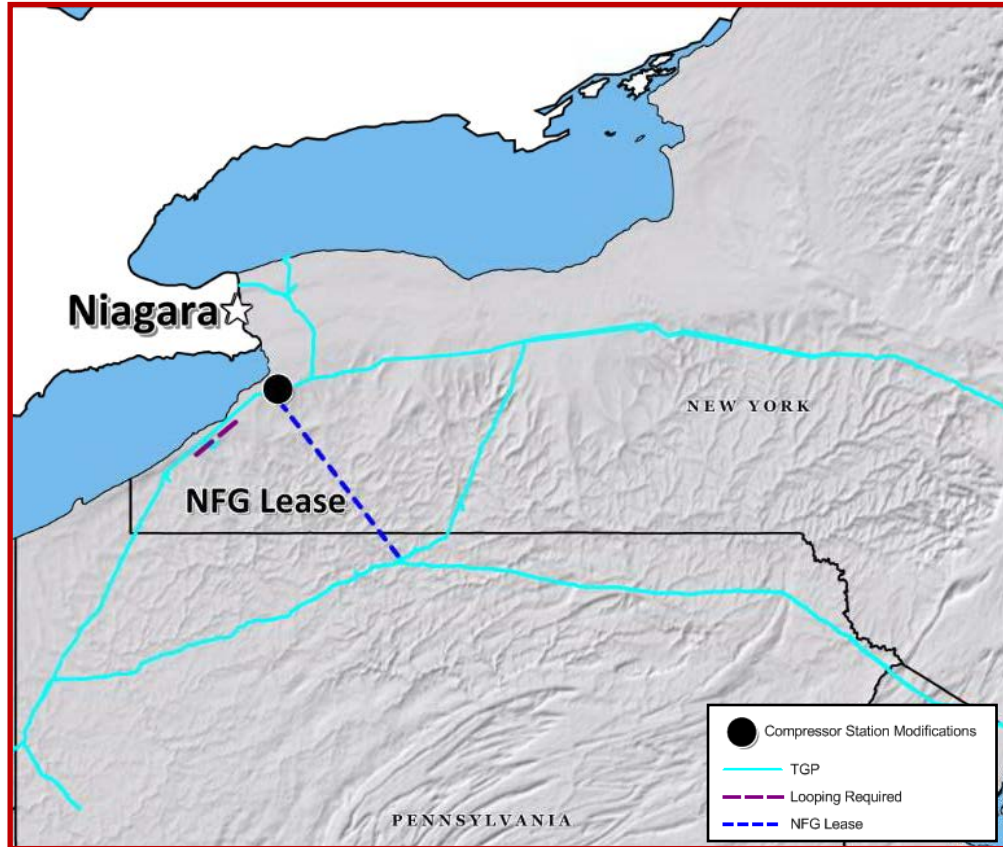 Niagara
NEW YORK
NFG Lease
PENNSYLVANIA
Compressor Station Modifications
TGP
Looping Required
NFG Lease